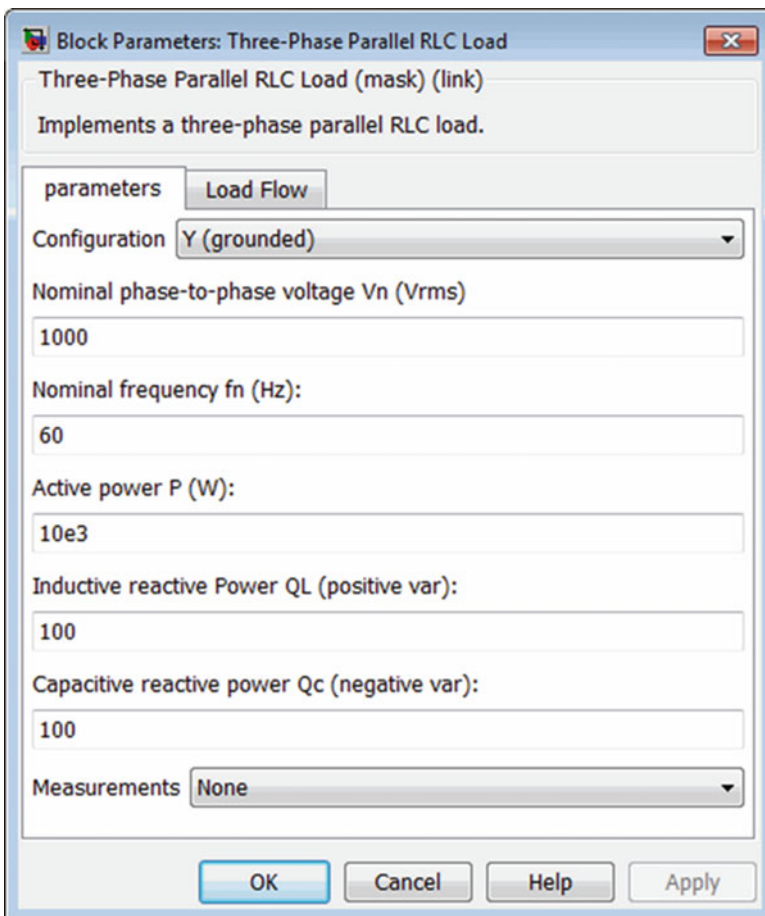 Block Parameters: Three-Phase Parallel RLC Load
Three-Phase Parallel RLC Load (mask) (link)
Implements a three-phase parallel RLC load.
parameters Load Flow
Configuration Y (grounded)
Nominal phase-to-phase voltage Vn (Vrms)
1000
Nominal frequency fn (Hz):
60
Active power P (W):
10e3
Inductive reactive Power QL (positive var):
100
Capacitive reactive power Qc (negative var):
100
Measurements None
OK Cancel Help Apply